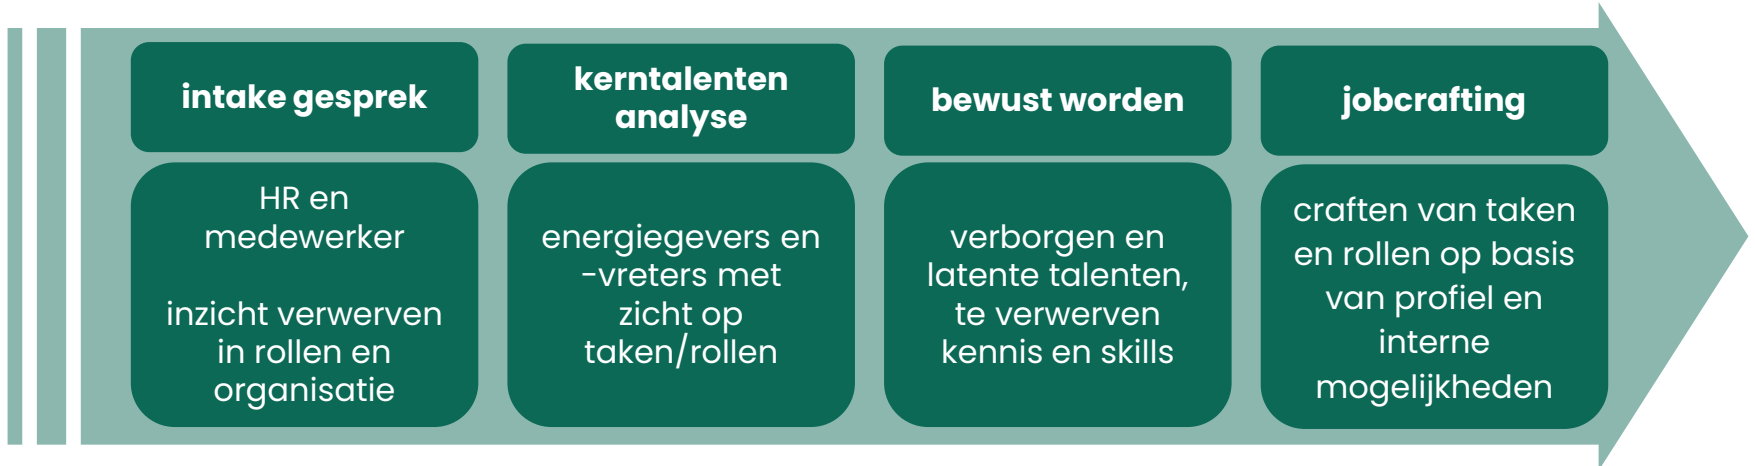 intake gesprek
HR en
medewerker
inzicht verwerven
in rollen en
organisatie
kerntalenten
analyse
energiegevers en
-vreters met
zicht op
taken/rollen
bewust worden
verborgen en
latente talenten,
te verwerven
kennis en skills
jobcrafting
craften van taken
en rollen op basis
van profiel en
interne
mogelijkheden